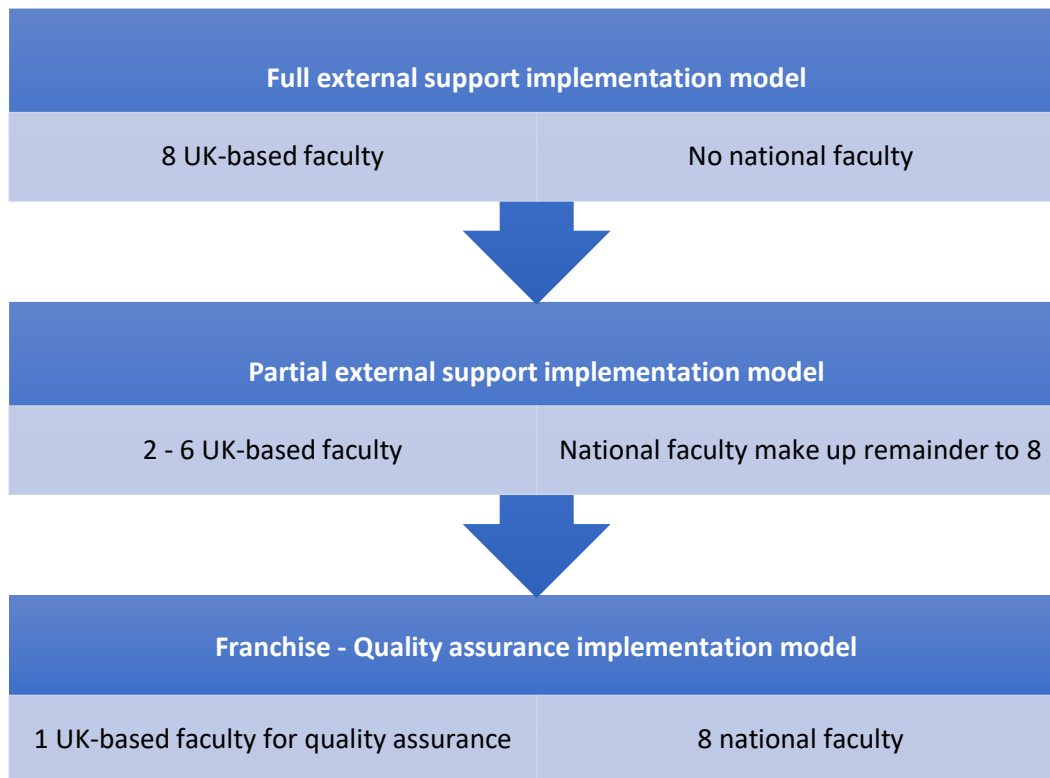 Full external support implementation model
8 UK-based faculty
No national faculty
Partial external support implementation model
2 - 6 UK-based faculty
National faculty make up remainder to 8
Franchise - Quality assurance implementation model
1 UK-based faculty for quality assurance
8 national faculty